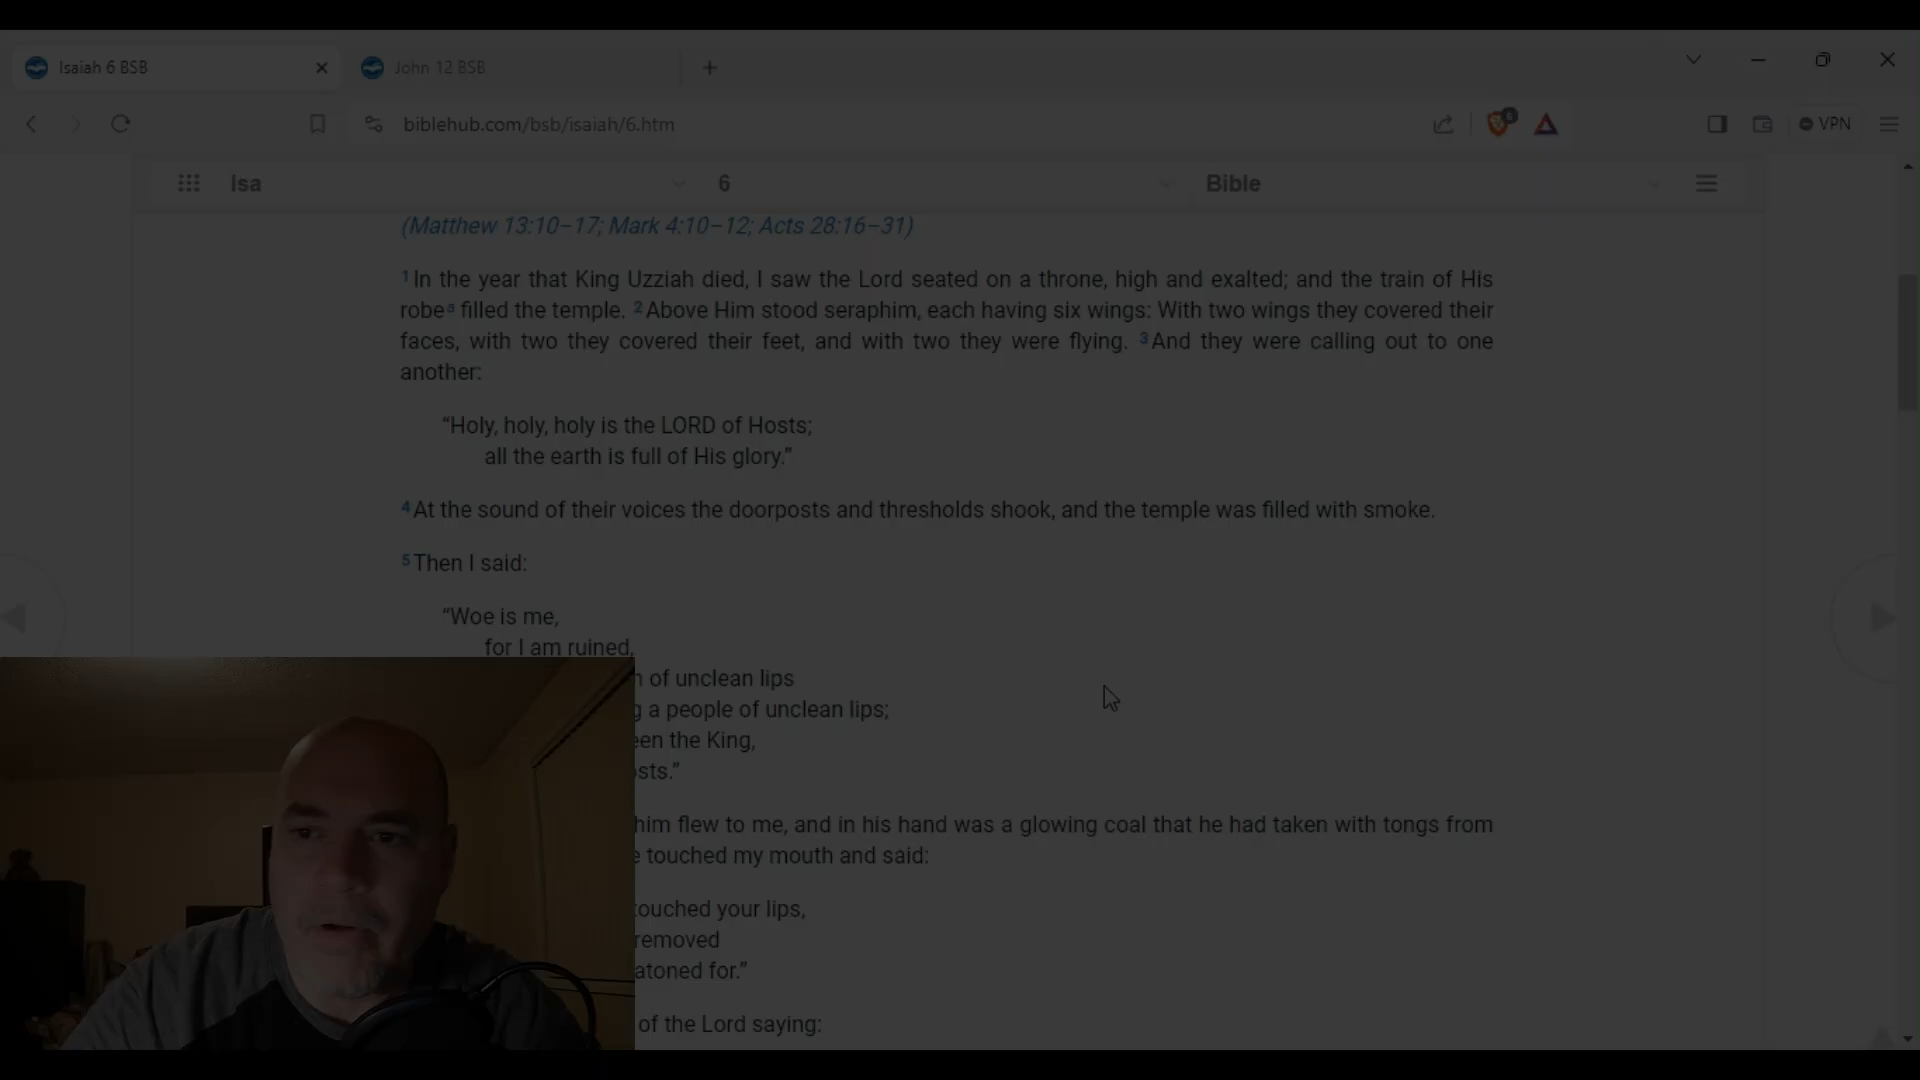 Isaiah 6 BSB
John 12 BSB
biblehub.com/bsb/isaiah/6.htm
VPN
Isa
6
Bible
(Matthew 13:10–17; Mark 4:10–12; Acts 28:16–31)
1 In the year that King Uzziah died, I saw the Lord seated on a throne, high and exalted; and the train of His
robe a filled the temple. 2 Above Him stood seraphim, each having six wings: With two wings they covered their
faces, with two they covered their feet, and with two they were flying. 3 And they were calling out to one
another:
“Holy, holy, holy is the LORD of Hosts;
all the earth is full of His glory.”
4 At the sound of their voices the doorposts and thresholds shook, and the temple was filled with smoke.
5 Then I said:
“Woe is me,
for I am ruined,
of unclean lips
a people of unclean lips;
een the King,
osts.”
him flew to me, and in his hand was a glowing coal that he had taken with tongs from
e touched my mouth and said:
touched your lips,
removed
atoned for.”
of the Lord saying: